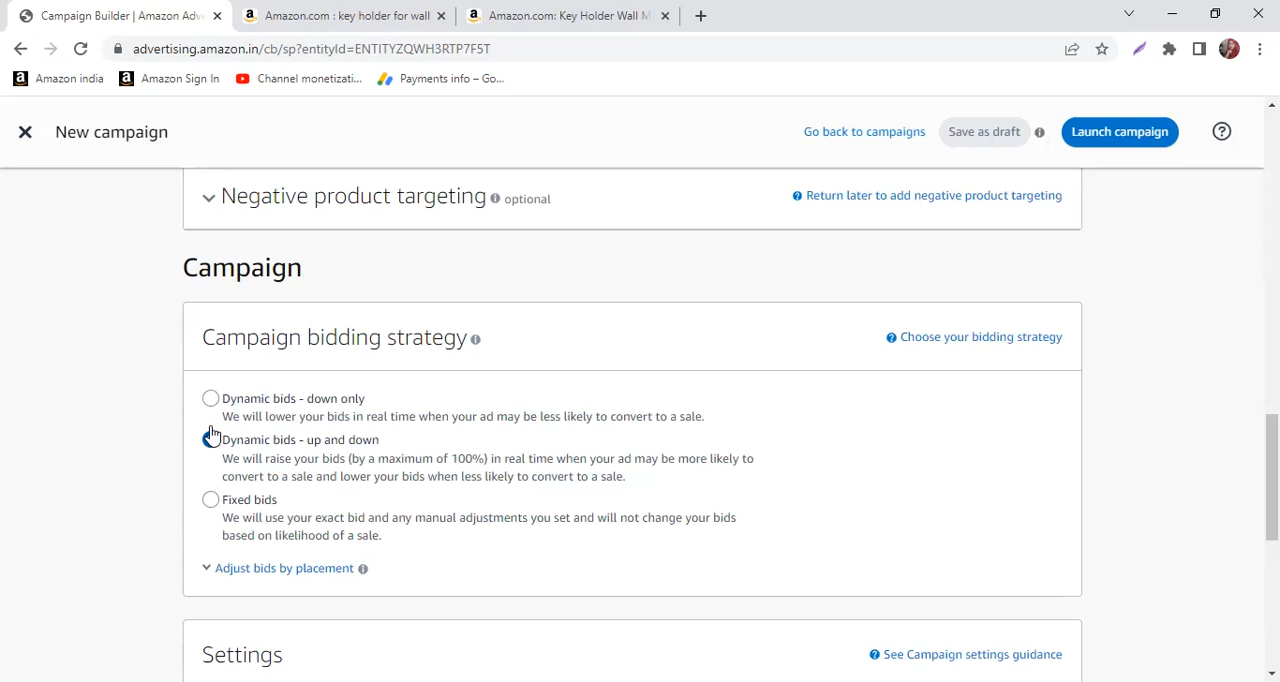 Campaign Builder | Amazon Adv
Amazon.com : key holder for wall
Amazon.com: Key Holder Wall M
advertising.amazon.in/cb/sp?entityId=ENTITYZQWH3RTP7F5T
Amazon india
Amazon Sign In
Channel monetizati...
Payments info – Go...
New campaign
Go back to campaigns
Save as draft
Launch campaign
Negative product targeting optional
Return later to add negative product targeting
Campaign
Campaign bidding strategy
Choose your bidding strategy
Dynamic bids - down only
We will lower your bids in real time when your ad may be less likely to convert to a sale.
Dynamic bids - up and down
We will raise your bids (by a maximum of 100%) in real time when your ad may be more likely to
convert to a sale and lower your bids when less likely to convert to a sale.
Fixed bids
We will use your exact bid and any manual adjustments you set and will not change your bids
based on likelihood of a sale.
Adjust bids by placement
Settings
See Campaign settings guidance